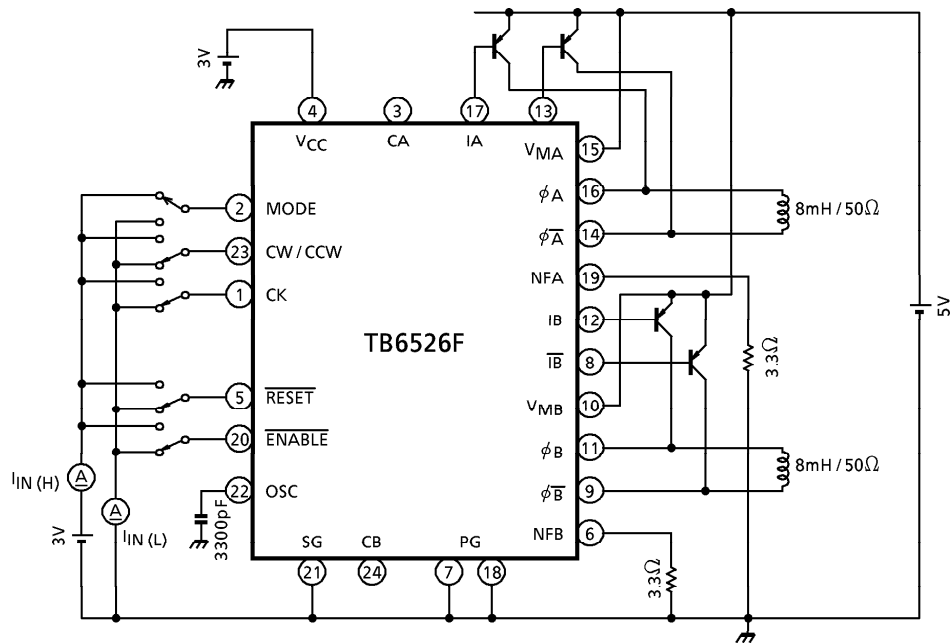 3V
5V
4
3
17
13
VCC
CA
IA
VMA
15
2
MODE
ϕA
16
8mH / 50Ω
23
CW / CCW
ϕA̅
14
1
CK
NFA
19
TB6526F
IB
12
I̅B̅
8
3.3Ω
5
R̅E̅S̅E̅T̅
VMB
10
20
E̅N̅A̅B̅L̅E̅
ϕB
11
8mH / 50Ω
IIN (H)
A
22
OSC
ϕB̅
9
3300pF
A
IIN (L)
3V
SG
CB
PG
NFB
6
21
24
7
18
3.3Ω